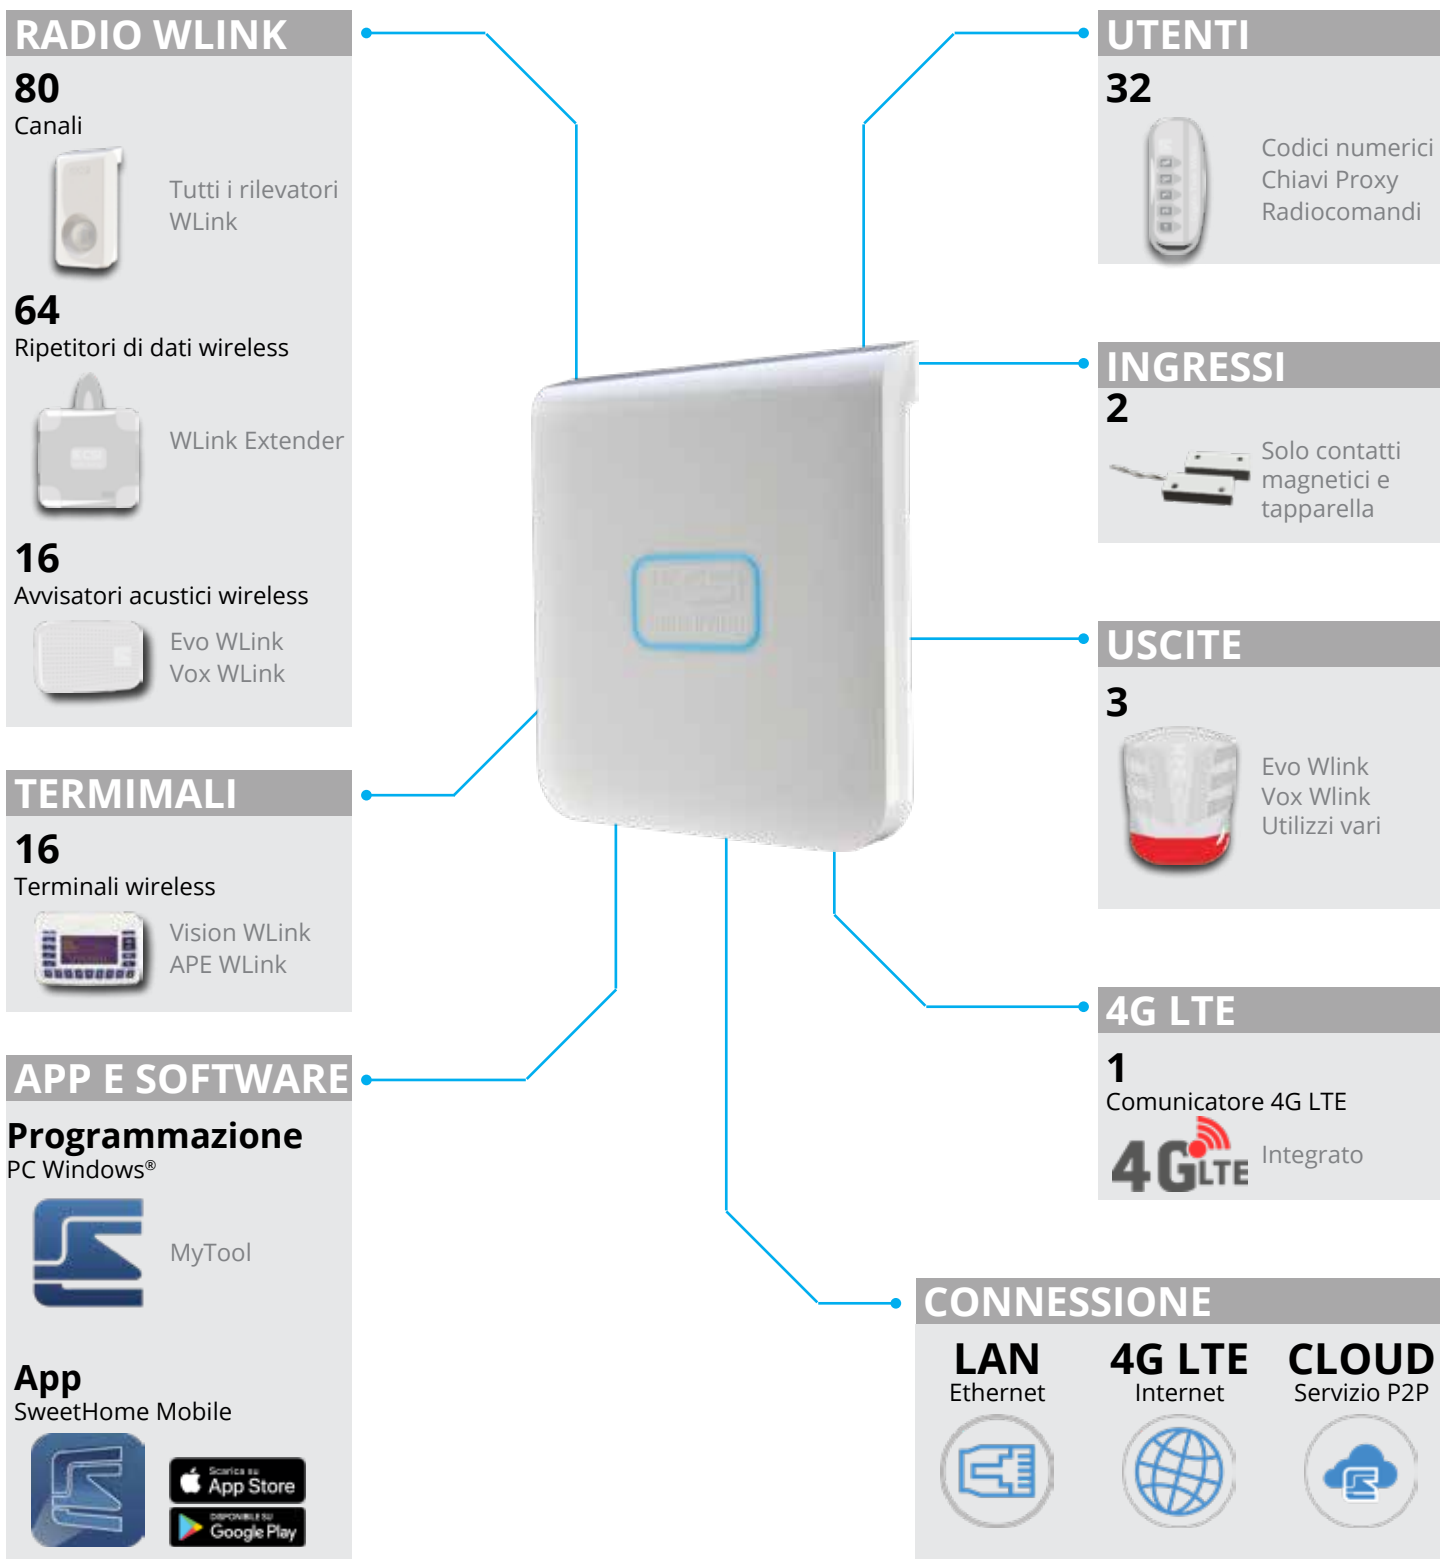 RADIO WLINK
80
Canali
Tutti i rilevatori
WLink
64
Ripetitori di dati wireless
WLink Extender
16
Avvisatori acustici wireless
Evo WLink
Vox WLink
TERMIMALI
16
Terminali wireless
Vision WLink
APE WLink
APP E SOFTWARE
Programmazione
PC Windows®
MyTool
App
SweetHome Mobile
Scarica su
App Store
DISPONIBILE SU
Google Play
UTENTI
32
Codici numerici
Chiavi Proxy
Radiocomandi
INGRESSI
2
Solo contatti
magnetici e
tapparella
USCITE
3
Evo Wlink
Vox Wlink
Utilizzi vari
4G LTE
1
Comunicatore 4G LTE
4G LTE
Integrato
CONNESSIONE
LAN
Ethernet
4G LTE
Internet
CLOUD
Servizio P2P